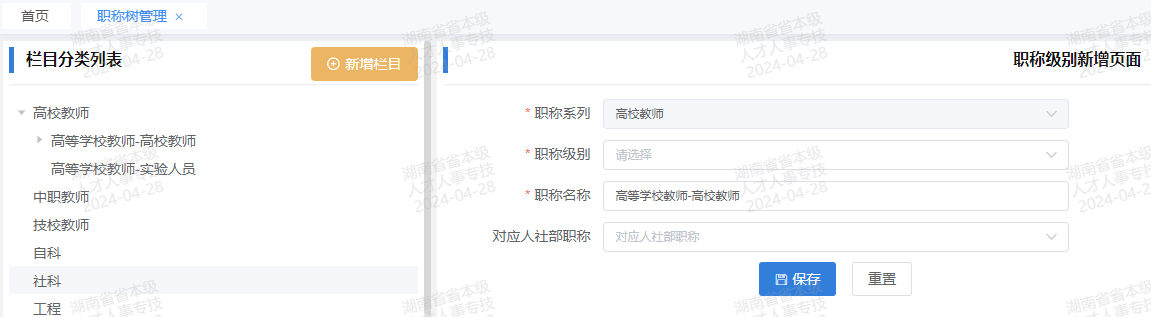 首页
职称树管理 ×
栏目分类列表
新增栏目
职称级别新增页面
高校教师
高等学校教师-高校教师
高等学校教师-实验人员
中职教师
技校教师
自科
社科
工程
* 职称系列 高校教师
* 职称级别 请选择
* 职称名称 高等学校教师-高校教师
对应人社部职称 对应人社部职称
保存 重置
湖南省省本级
人才人事专技
2024-04-28